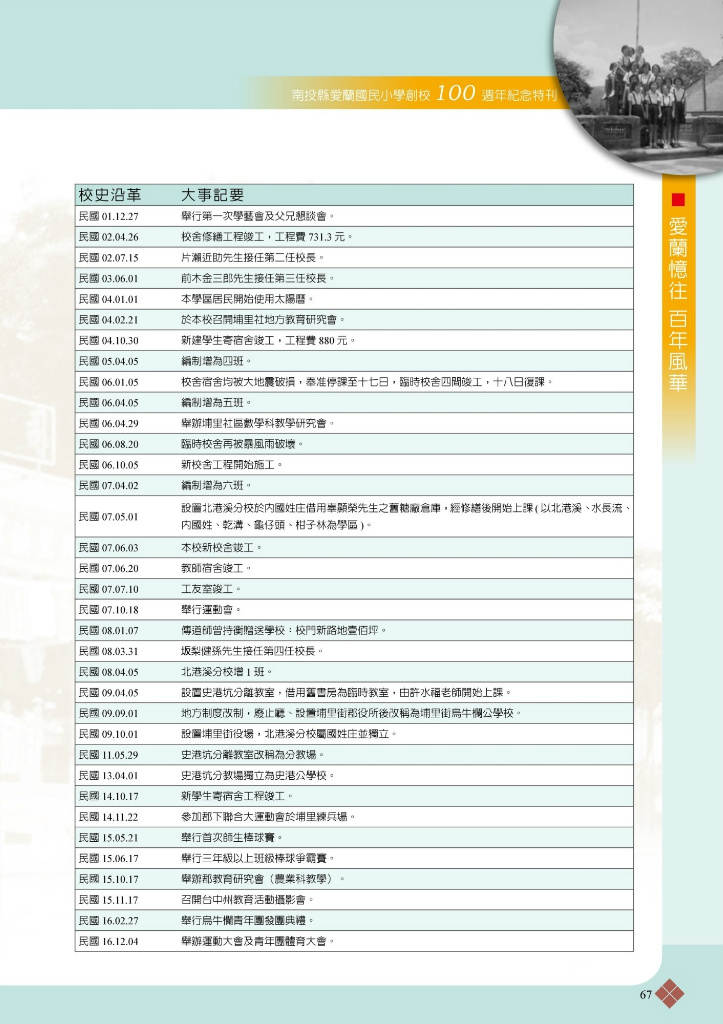 南投縣愛蘭國民小學創校 100 週年紀念特刊
愛蘭憶往 百年風華
校史沿革 大事記要
民國 01.12.27 舉行第一次學藝會及父兄懇談會。
民國 02.04.26 校舍修繕工程竣工，工程費 731.3 元。
民國 02.07.15 片瀨近助先生接任第二任校長。
民國 03.06.01 前木金三郎先生接任第三任校長。
民國 04.01.01 本學區居民開始使用太陽曆。
民國 04.02.21 於本校召開埔里社地方教育研究會。
民國 04.10.30 新建學生寄宿舍竣工，工程費 880 元。
民國 05.04.05 編制增為四班。
民國 06.01.05 校舍宿舍均被大地震破損，奉准停課至十七日，臨時校舍四間竣工，十八日復課。
民國 06.04.05 編制增為五班。
民國 06.04.29 舉辦埔里社區數學科教學研究會。
民國 06.08.20 臨時校舍再被暴風雨破壞。
民國 06.10.05 新校舍工程開始施工。
民國 07.04.02 編制增為六班。
民國 07.05.01 設置北港溪分校於內國姓庄借用辜顯榮先生之舊糖廠倉庫，經修繕後開始上課 ( 以北港溪、水長流、
內國姓、乾溝、龜仔頭、柑子林為學區 )。
民國 07.06.03 本校新校舍竣工。
民國 07.06.20 教師宿舍竣工。
民國 07.07.10 工友室竣工。
民國 07.10.18 舉行運動會。
民國 08.01.07 傳道師曾持衡贈送學校：校門新路地壹佰坪。
民國 08.03.31 坂梨健孫先生接任第四任校長。
民國 08.04.05 北港溪分校增 1 班。
民國 09.04.05 設置史港坑分離教室，借用舊書房為臨時教室，由許水福老師開始上課。
民國 09.09.01 地方制度改制，廢止廳、設置埔里街郡役所後改稱為埔里街烏牛欄公學校。
民國 09.10.01 設置埔里街役場，北港溪分校屬國姓庄並獨立。
民國 11.05.29 史港坑分離教室改稱為分教場。
民國 13.04.01 史港坑分教場獨立為史港公學校。
民國 14.10.17 新學生寄宿舍工程竣工。
民國 14.11.22 參加郡下聯合大運動會於埔里練兵場。
民國 15.05.21 舉行首次師生棒球賽。
民國 15.06.17 舉行三年級以上班級棒球爭霸賽。
民國 15.10.17 舉辦郡教育研究會（農業科教學）。
民國 15.11.17 召開台中州教育活動攝影會。
民國 16.02.27 舉行烏牛欄青年團發團典禮。
民國 16.12.04 舉辦運動大會及青年團體育大會。
67